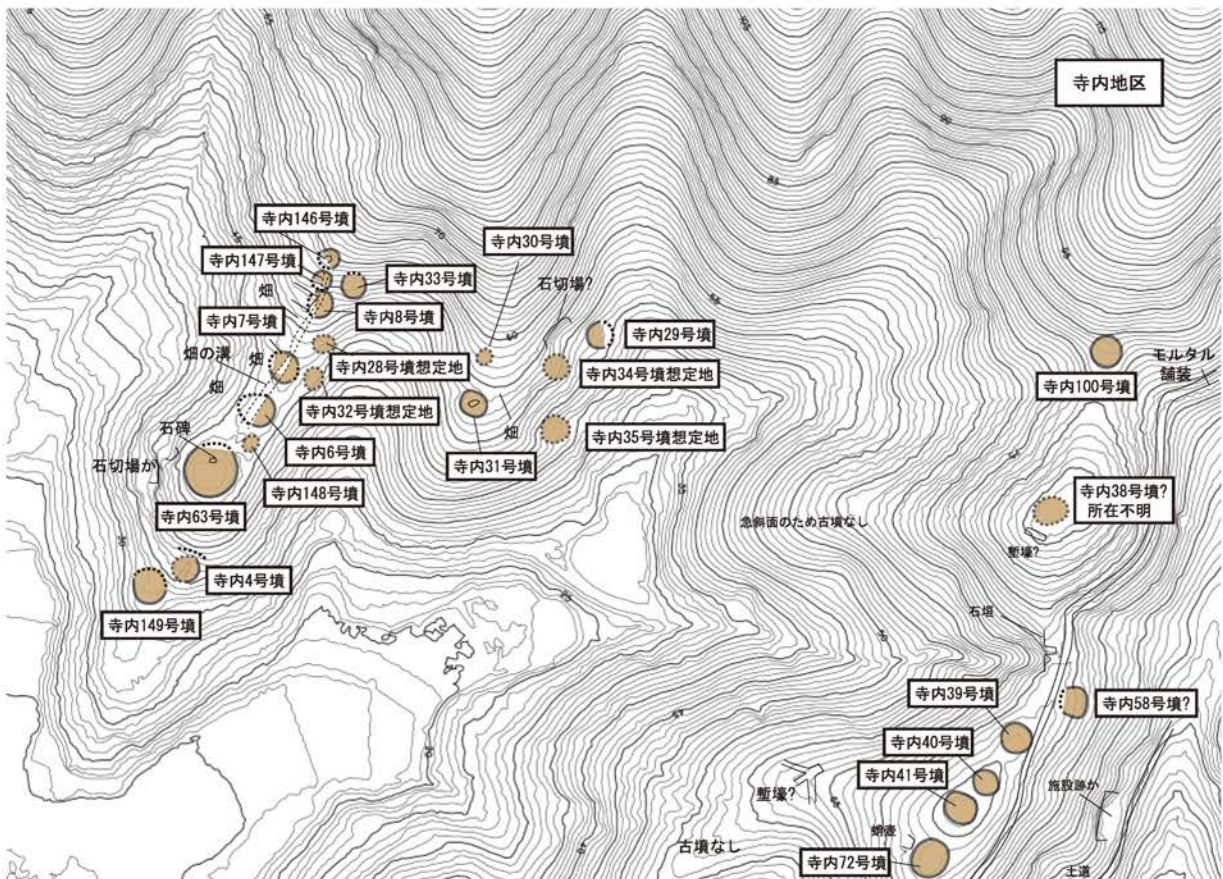 寺内地区
寺内146号墳
寺内147号墳
寺内33号墳
畑
寺内8号墳
寺内7号墳
畑の溝
畑
畑
寺内28号墳想定地
寺内32号墳想定地
寺内6号墳
石碑
石切場か
寺内148号墳
寺内63号墳
寺内4号墳
寺内149号墳
寺内30号墳
石切場?
寺内29号墳
寺内34号墳想定地
畑
寺内35号墳想定地
寺内31号墳
寺内100号墳
モルタル
舗装
寺内38号墳?
所在不明
塹壕?
急斜面のため古墳なし
石垣
寺内58号墳?
寺内39号墳
寺内40号墳
寺内41号墳
施設跡か
塹壕?
古墳なし
寺内72号墳
土道